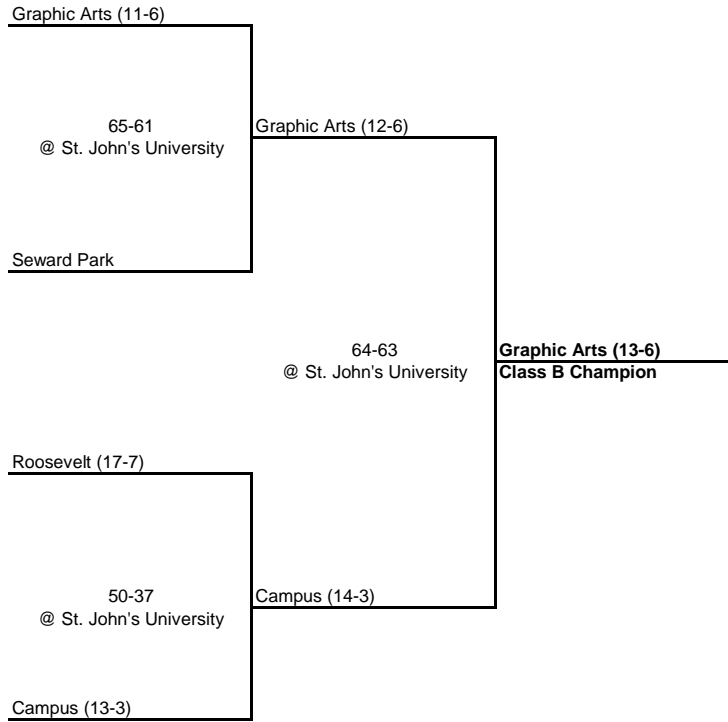 Graphic Arts (11-6)
65-61
@ St. John's University
Graphic Arts (12-6)
Seward Park
64-63
@ St. John's University
Graphic Arts (13-6)
Class B Champion
Roosevelt (17-7)
50-37
@ St. John's University
Campus (14-3)
Campus (13-3)